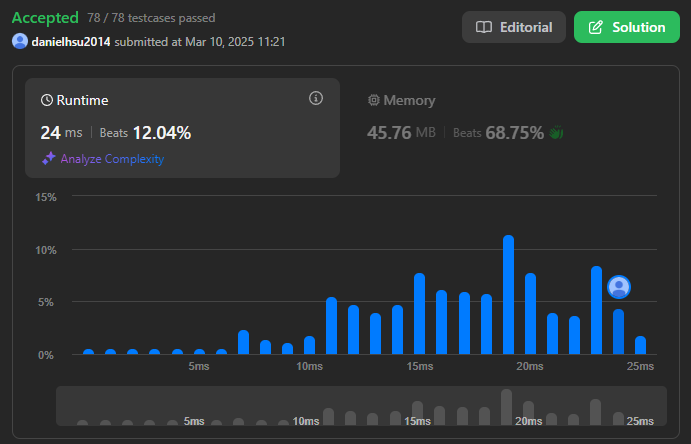 Accepted 78 / 78 testcases passed
danielhsu2014 submitted at Mar 10, 2025 11:21
Editorial
Solution
Runtime
24 ms Beats 12.04%
Analyze Complexity
Memory
45.76 MB Beats 68.75%
15%
10%
5%
0%
5ms 10ms 15ms 20ms 25ms
5ms 10ms 15ms 20ms 25ms